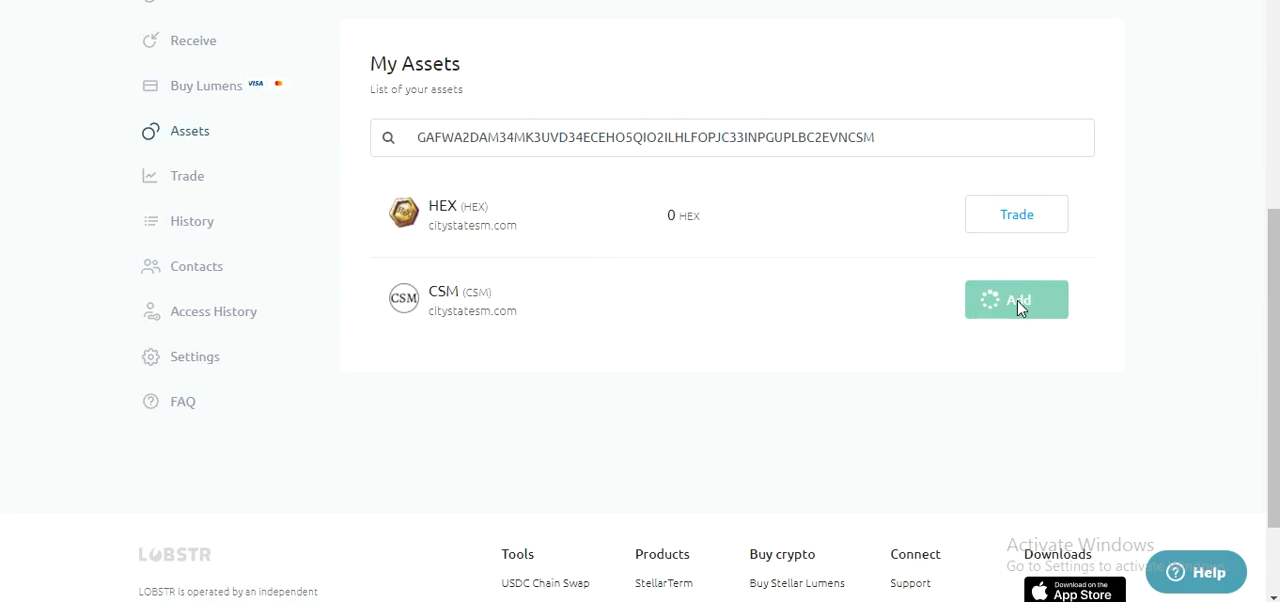 Receive
Buy Lumens VISA
Assets
Trade
History
Contacts
Access History
Settings
FAQ
My Assets
List of your assets
GAFWA2DAM34MK3UVD34ECEHO5QIO2ILHLFOPJC33INPGUPLBC2EVNCSM
HEX (HEX)
citystatesm.com
0 HEX
Trade
CSM
CSM (CSM)
citystatesm.com
Add
LOBSTR
LOBSTR is operated by an independent
Tools
USDC Chain Swap
Products
StellarTerm
Buy crypto
Buy Stellar Lumens
Connect
Support
Downloads
Download on the
App Store
Activate Windows
Go to Settings to activate
Help